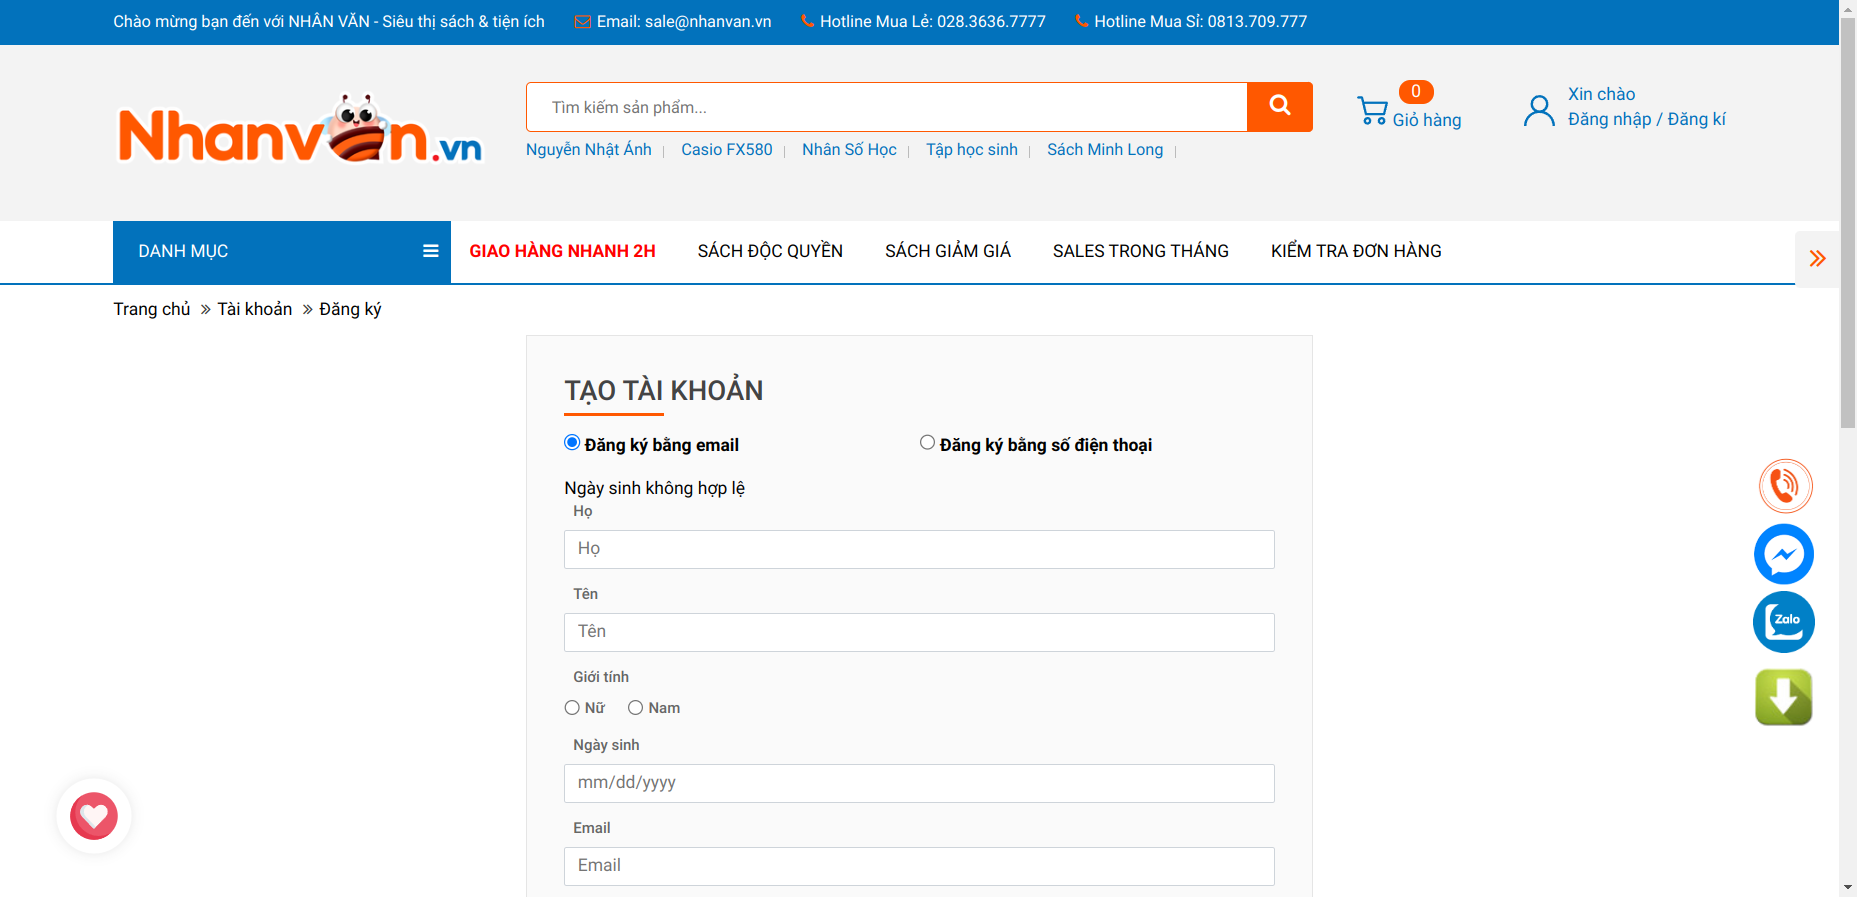 Chào mừng bạn đến với NHÂN VĂN - Siêu thị sách & tiện ích Email: sale@nhanvan.vn Hotline Mua Lẻ: 028.3636.7777 Hotline Mua Sỉ: 0813.709.777
Nhanvăn.vn
Tìm kiếm sản phẩm...
0
Giỏ hàng
Xin chào
Đăng nhập / Đăng kí
Nguyễn Nhật Ánh Casio FX580 Nhân Số Học Tập học sinh Sách Minh Long
DANH MỤC GIAO HÀNG NHANH 2H SÁCH ĐỘC QUYỀN SÁCH GIẢM GIÁ SALES TRONG THÁNG KIỂM TRA ĐƠN HÀNG
Trang chủ » Tài khoản » Đăng ký
TẠO TÀI KHOẢN
Đăng ký bằng email Đăng ký bằng số điện thoại
Ngày sinh không hợp lệ
Họ
Họ
Tên
Tên
Giới tính
Nữ Nam
Ngày sinh
mm/dd/yyyy
Email
Email
Zalo